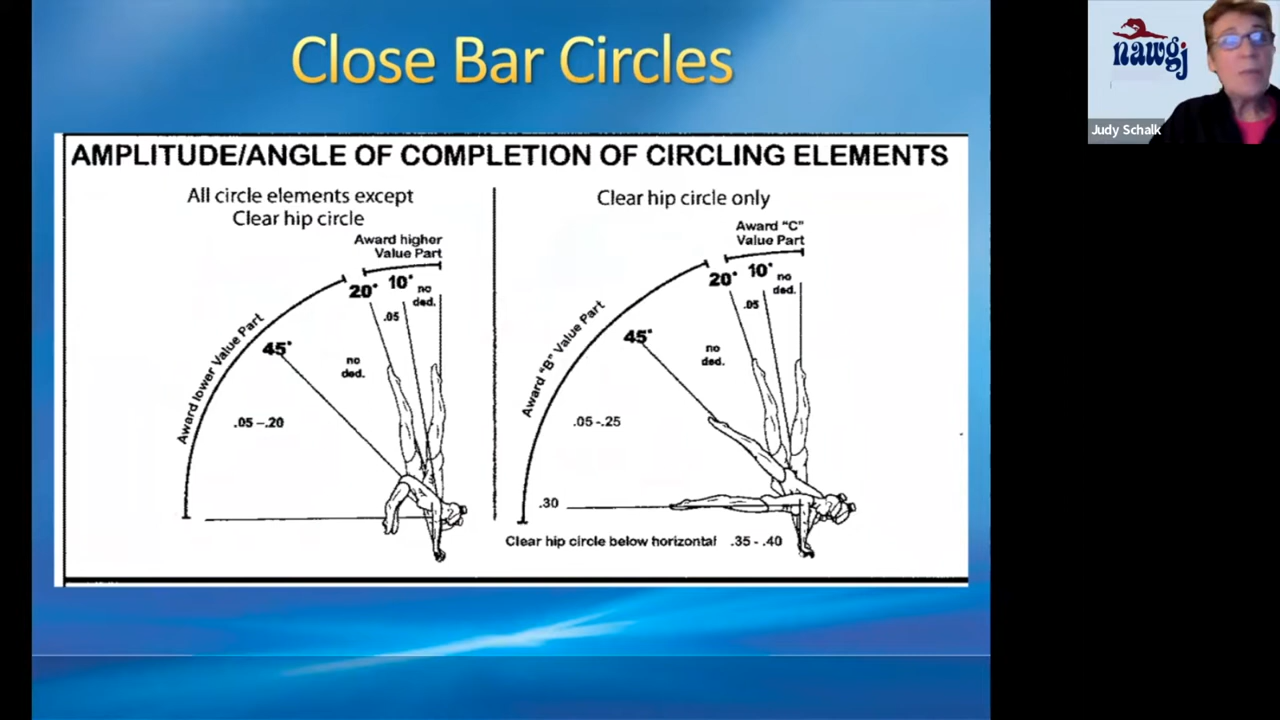 Close Bar Circles
AMPLITUDE/ANGLE OF COMPLETION OF CIRCLING ELEMENTS
All circle elements except
Clear hip circle
Award higher
Value Part
20° 10° no
ded.
.05
45°
no
ded.
Award lower Value Part
.05 –.20
Clear hip circle only
Award "C"
Value Part
20° 10° no
ded.
.05
45°
no
ded.
Award "B" Value Part
.05 -.25
.30
Clear hip circle below horizontal .35 - .40
nawgj
Judy Schalk